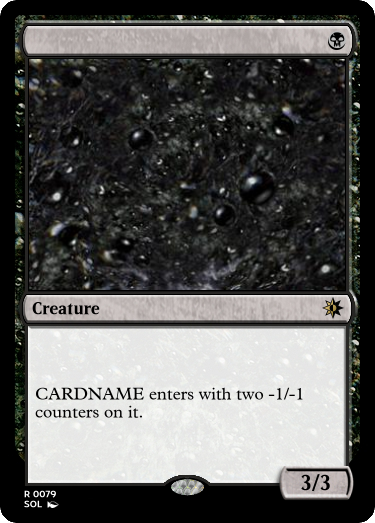 Creature
CARDNAME enters with two -1/-1
counters on it.
3/3
R 0079
SOL